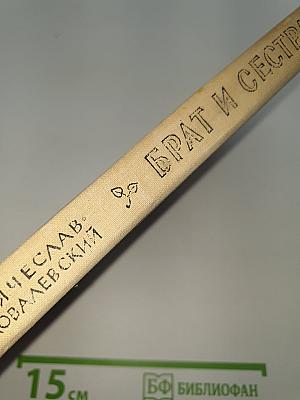 БРАТ И СЕСТРА
ЯЧЕСЛАВ
ОВАЛЕВСКИЙ
15 см
БФ БИБЛИОФАН